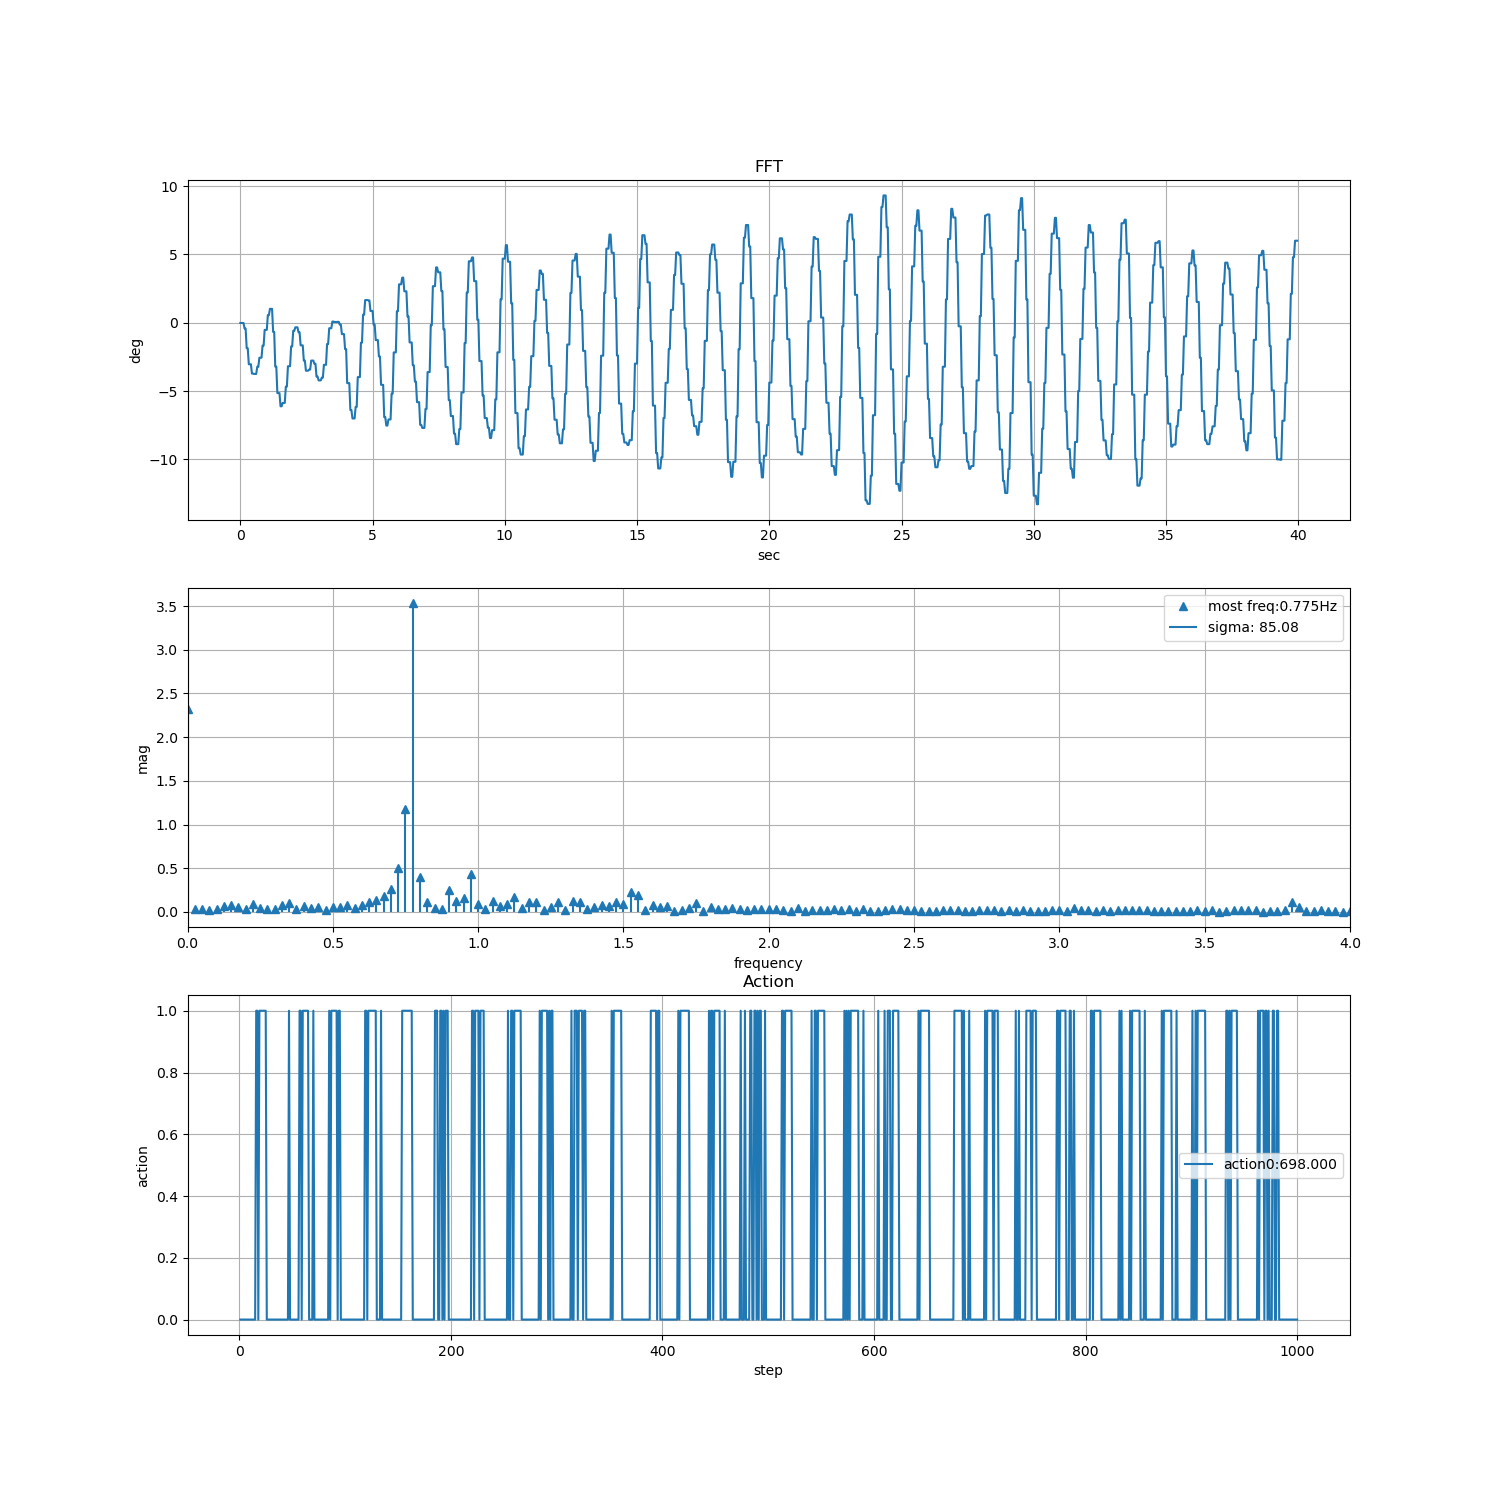 FFT
10
5
0
−5
−10
deg
0 5 10 15 20 25 30 35 40
sec
3.5
3.0
2.5
2.0
1.5
1.0
0.5
0.0
mag
most freq:0.775Hz
sigma: 85.08
0.0 0.5 1.0 1.5 2.0 2.5 3.0 3.5 4.0
frequency
Action
1.0
0.8
0.6
0.4
0.2
0.0
action
action0:698.000
0 200 400 600 800 1000
step